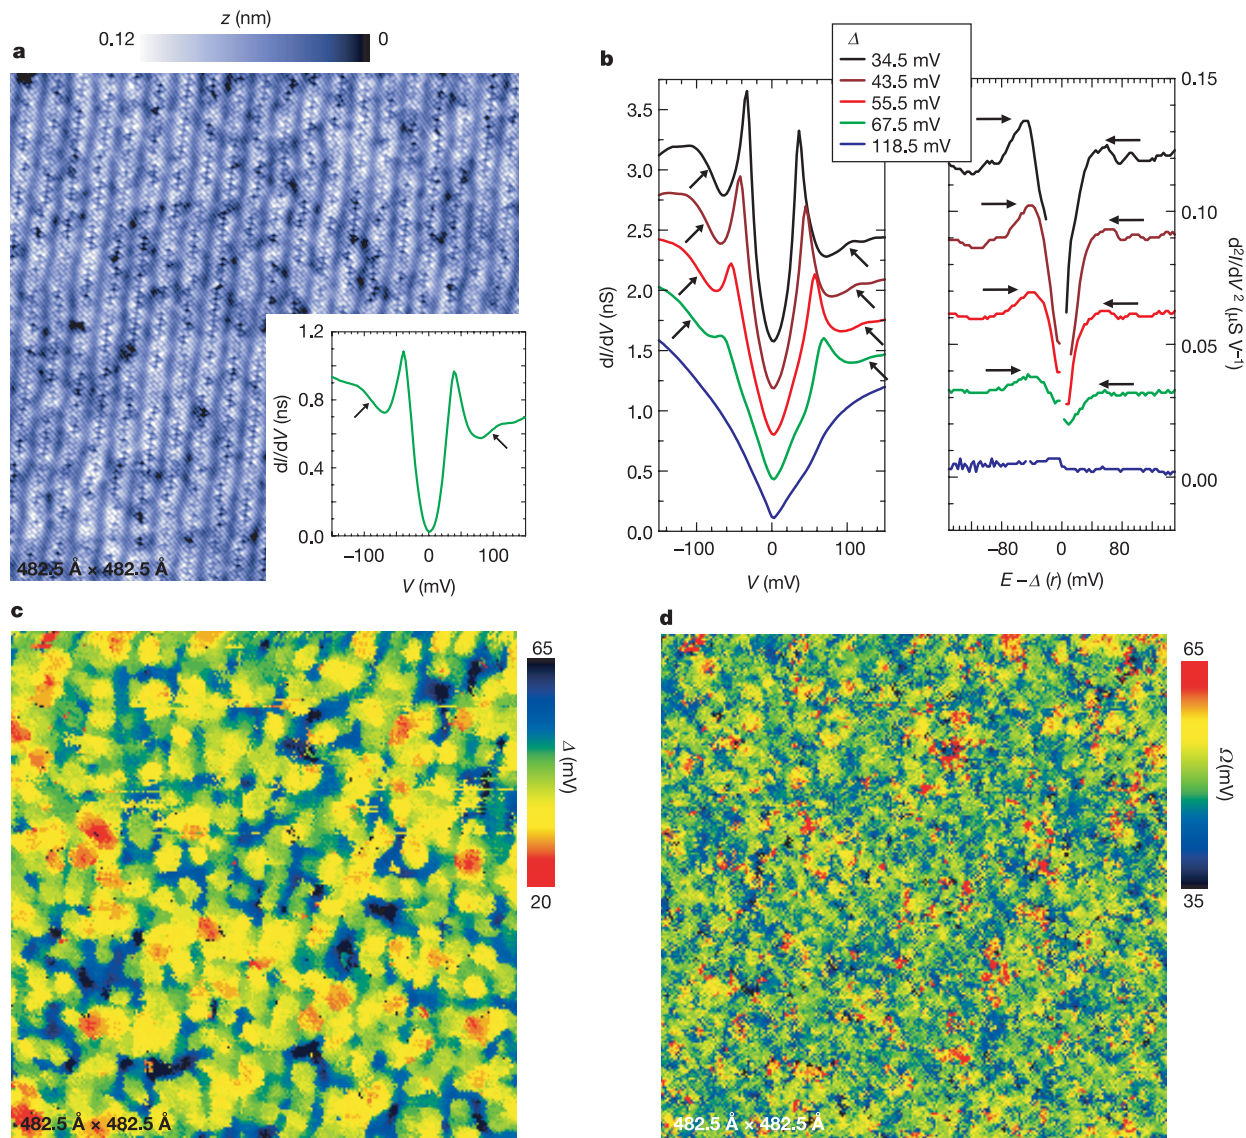 z (nm)
0.12
0
a
482.5 Å × 482.5 Å
1.2
0.8
0.4
0.0
dI/dV (ns)
−100
0
100
V (mV)
b
Δ
34.5 mV
43.5 mV
55.5 mV
67.5 mV
118.5 mV
3.5
3.0
2.5
2.0
1.5
1.0
0.5
0.0
dI/dV (nS)
−100
0
100
V (mV)
0.15
0.10
0.05
0.00
d²I/dV² (µS V⁻¹)
−80
0
80
E − Δ (r) (mV)
c
65
Δ (mV)
20
482.5 Å × 482.5 Å
d
65
Ω (mV)
35
482.5 Å × 482.5 Å